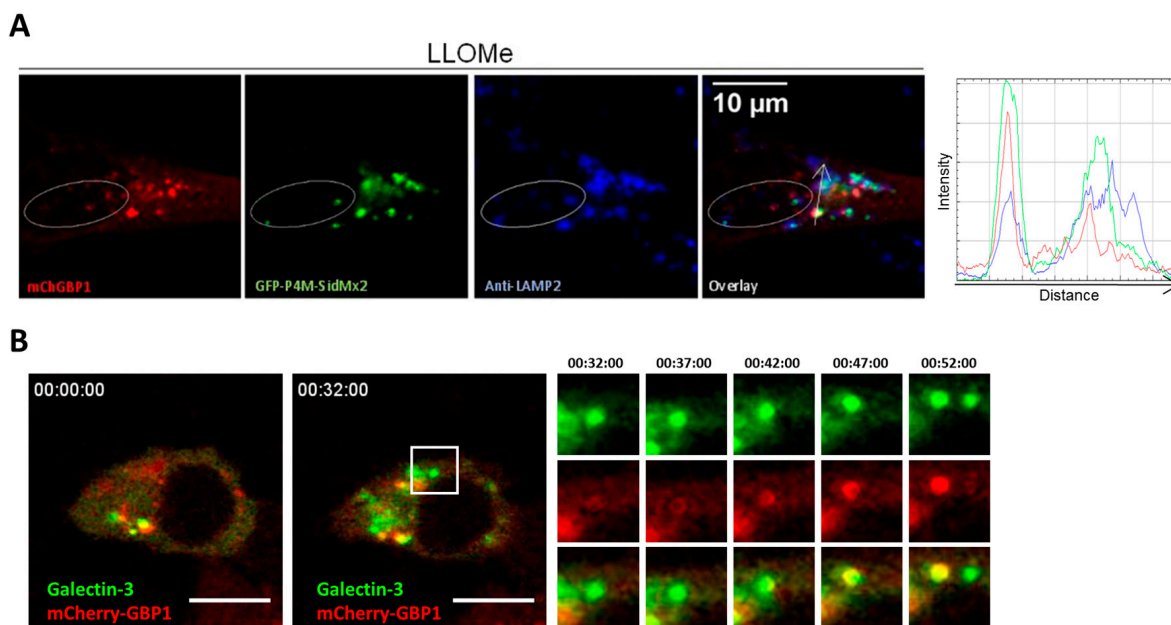 A
LLOMe
mChGBP1
GFP-P4M-SidMx2
Anti-LAMP2
10 µm
Overlay
Intensity
Distance
B
00:00:00
Galectin-3
mCherry-GBP1
00:32:00
Galectin-3
mCherry-GBP1
00:32:00 00:37:00 00:42:00 00:47:00 00:52:00